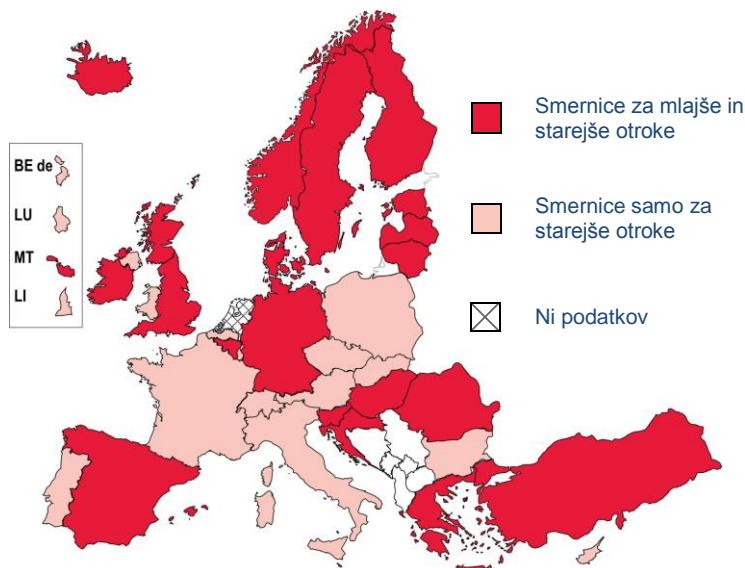 Smernice za mlajše in
starejše otroke
BE de
LU
MT
LI
Smernice samo za
starejše otroke
Ni podatkov